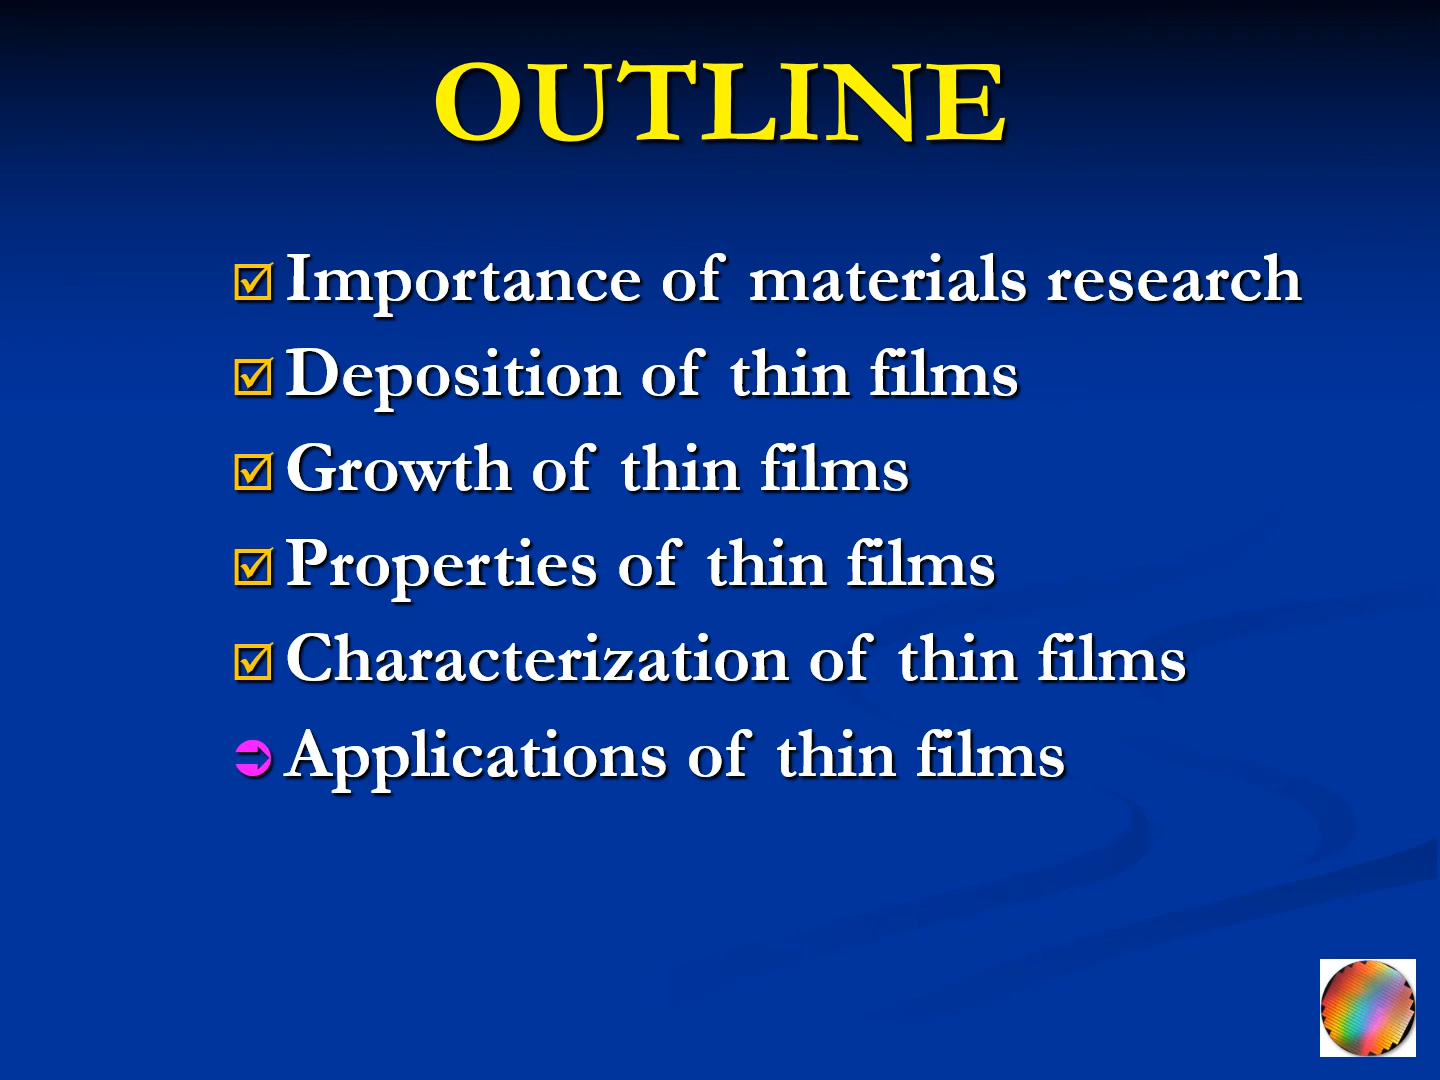 OUTLINE
Importance of materials research
Deposition of thin films
Growth of thin films
Properties of thin films
Characterization of thin films
Applications of thin films